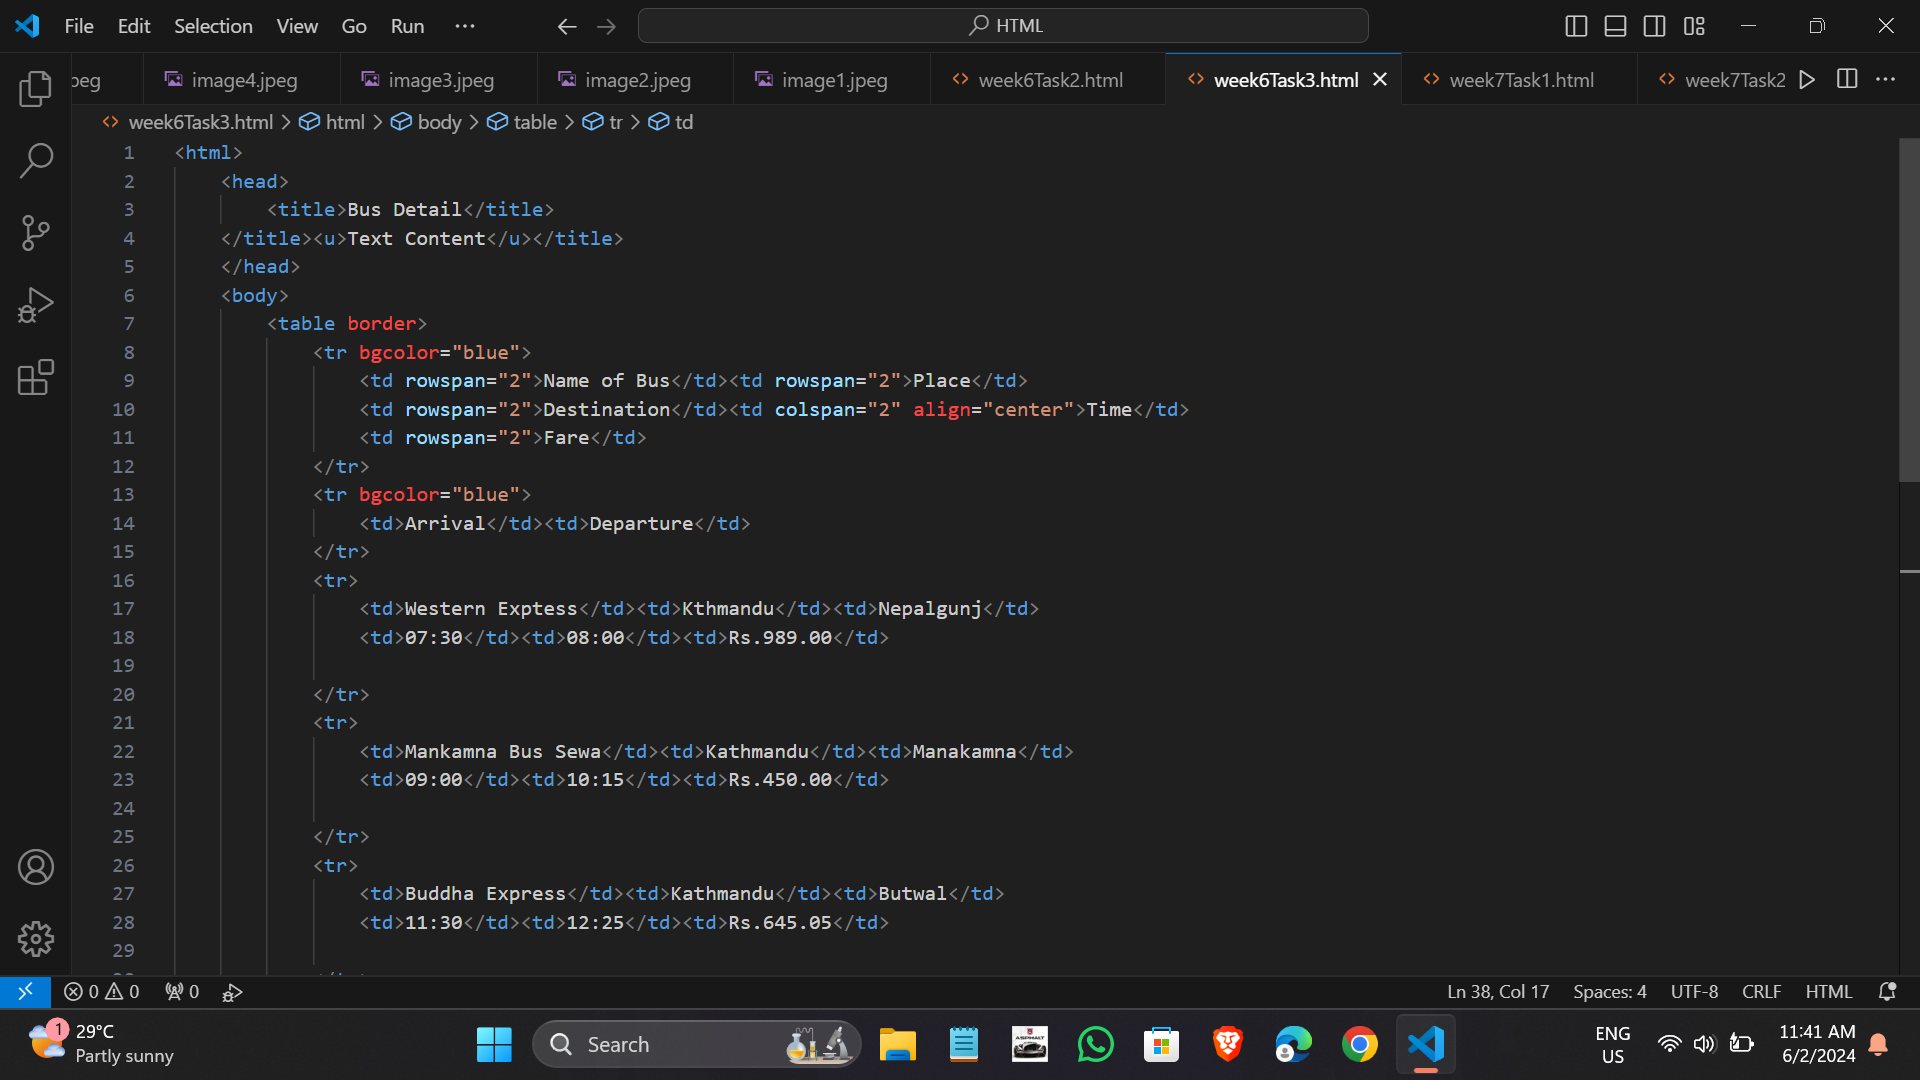 File Edit Selection View Go Run ··· HTML
peg image4.jpeg image3.jpeg image2.jpeg image1.jpeg week6Task2.html week6Task3.html week7Task1.html week7Task2
week6Task3.html > html > body > table > tr > td
1 <html>
2 <head>
3 <title>Bus Detail</title>
4 </title><u>Text Content</u></title>
5 </head>
6 <body>
7 <table border>
8 <tr bgcolor="blue">
9 <td rowspan="2">Name of Bus</td><td rowspan="2">Place</td>
10 <td rowspan="2">Destination</td><td colspan="2" align="center">Time</td>
11 <td rowspan="2">Fare</td>
12 </tr>
13 <tr bgcolor="blue">
14 <td>Arrival</td><td>Departure</td>
15 </tr>
16 <tr>
17 <td>Western Exptess</td><td>Kthmandu</td><td>Nepalgunj</td>
18 <td>07:30</td><td>08:00</td><td>Rs.989.00</td>
19
20 </tr>
21 <tr>
22 <td>Mankamna Bus Sewa</td><td>Kathmandu</td><td>Manakamna</td>
23 <td>09:00</td><td>10:15</td><td>Rs.450.00</td>
24
25 </tr>
26 <tr>
27 <td>Buddha Express</td><td>Kathmandu</td><td>Butwal</td>
28 <td>11:30</td><td>12:25</td><td>Rs.645.05</td>
29
0 0 0 Ln 38, Col 17 Spaces: 4 UTF-8 CRLF HTML
1 29°C Search ASPHALT ENG 11:41 AM
Partly sunny US 6/2/2024